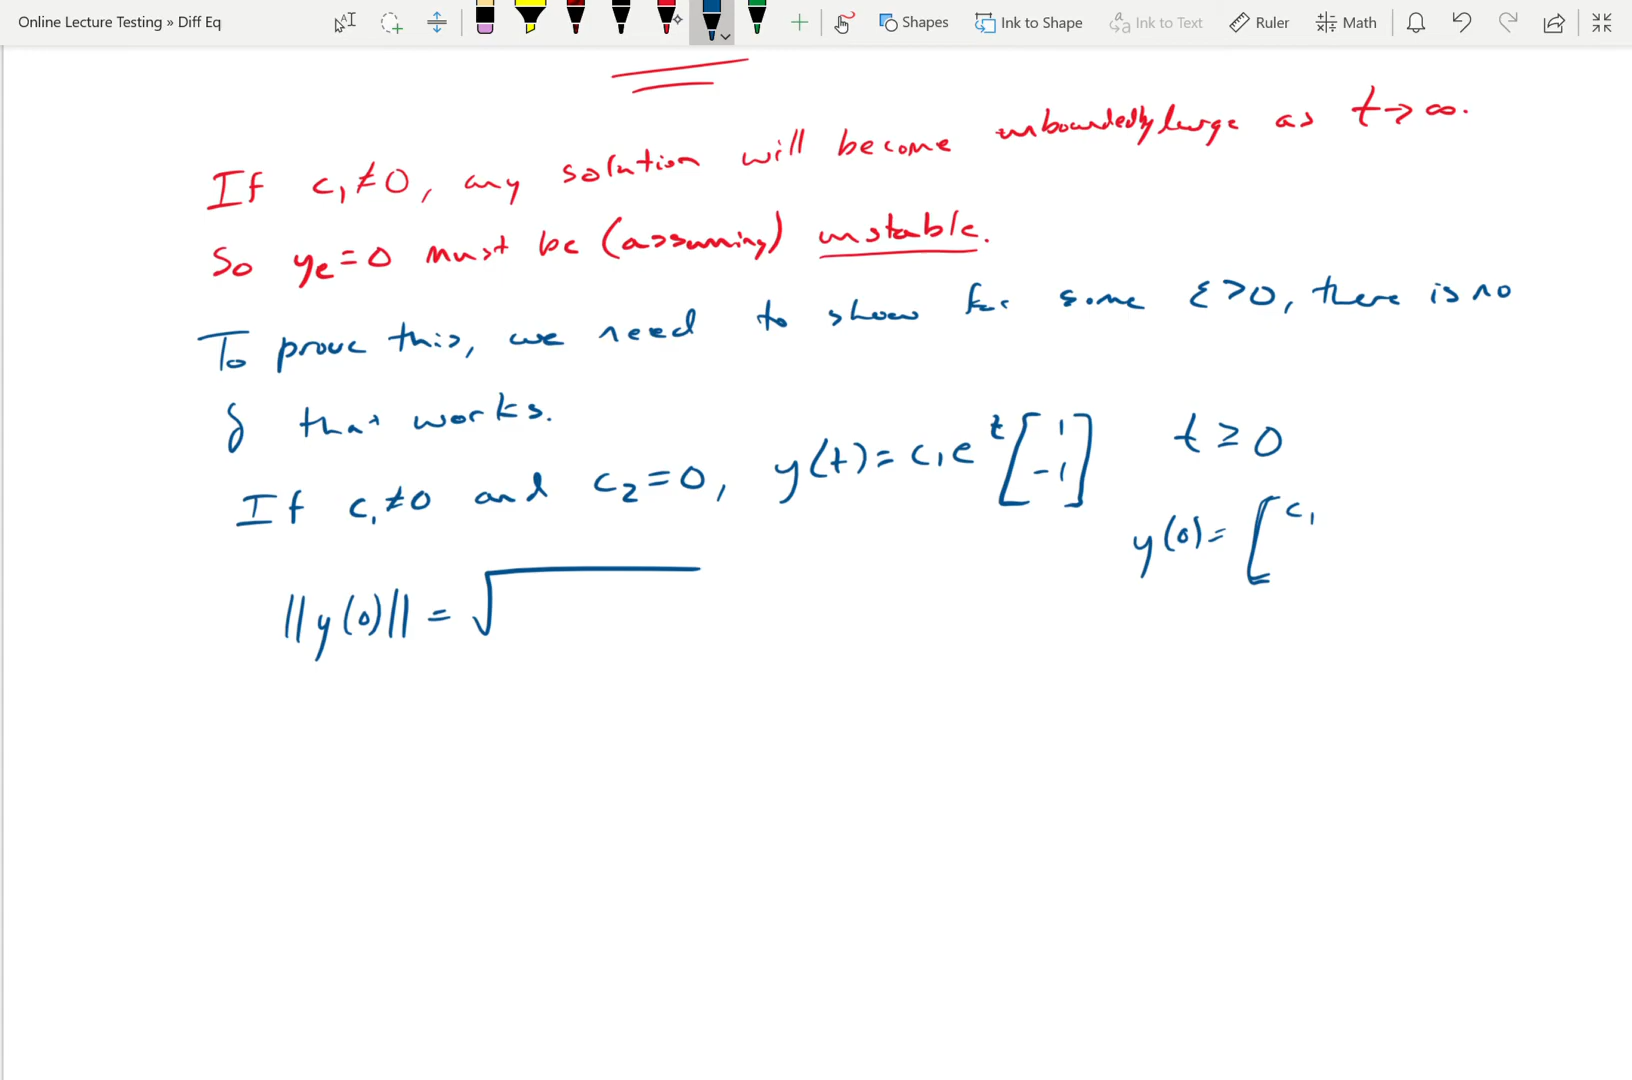 Online Lecture Testing » Diff Eq Shapes Ink to Shape Ink to Text Ruler Math
If c₁≠0, any solution will become unboundedly large as t→∞.
So yₑ=0 must be (assuming) unstable.
To prove this, we need to show for some ε>0, there is no
δ that works.
If c₁≠0 and c₂=0, y(t)=c₁eᵗ[1 -1] t≥0
y(0)=[c₁
||y(0)|| = √